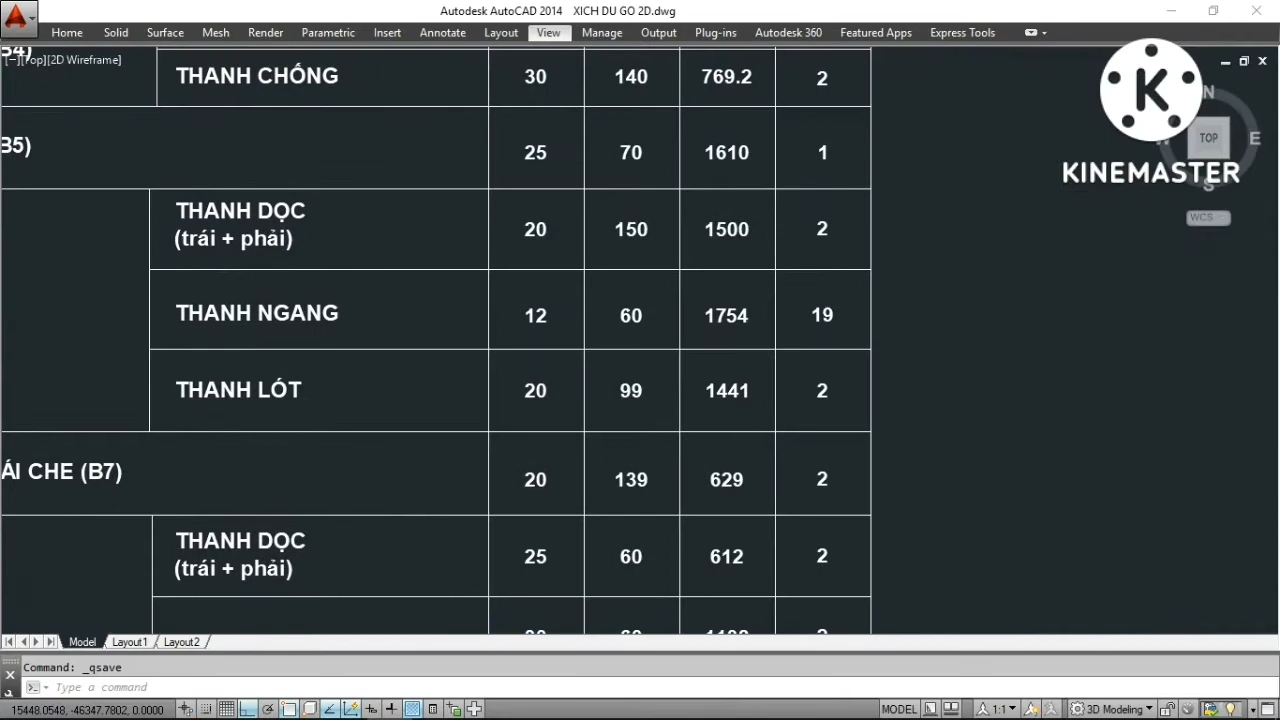 Autodesk AutoCAD 2014 XICH DU GO 2D.dwg
Home Solid Surface Mesh Render Parametric Insert Annotate Layout View Manage Output Plug-ins Autodesk 360 Featured Apps Express Tools
[−][Top][2D Wireframe]
THANH CHỐNG 30 140 769.2 2
B5) 25 70 1610 1
THANH DỌC
(trái + phải) 20 150 1500 2
THANH NGANG 12 60 1754 19
THANH LÓT 20 99 1441 2
ÁI CHE (B7) 20 139 629 2
THANH DỌC
(trái + phải) 25 60 612 2
N
K
TOP
E
KINEMASTER
S
WCS
Model Layout1 Layout2
Command: _qsave
Type a command
15448.0548, -46347.7802, 0.0000 MODEL 1:1 3D Modeling